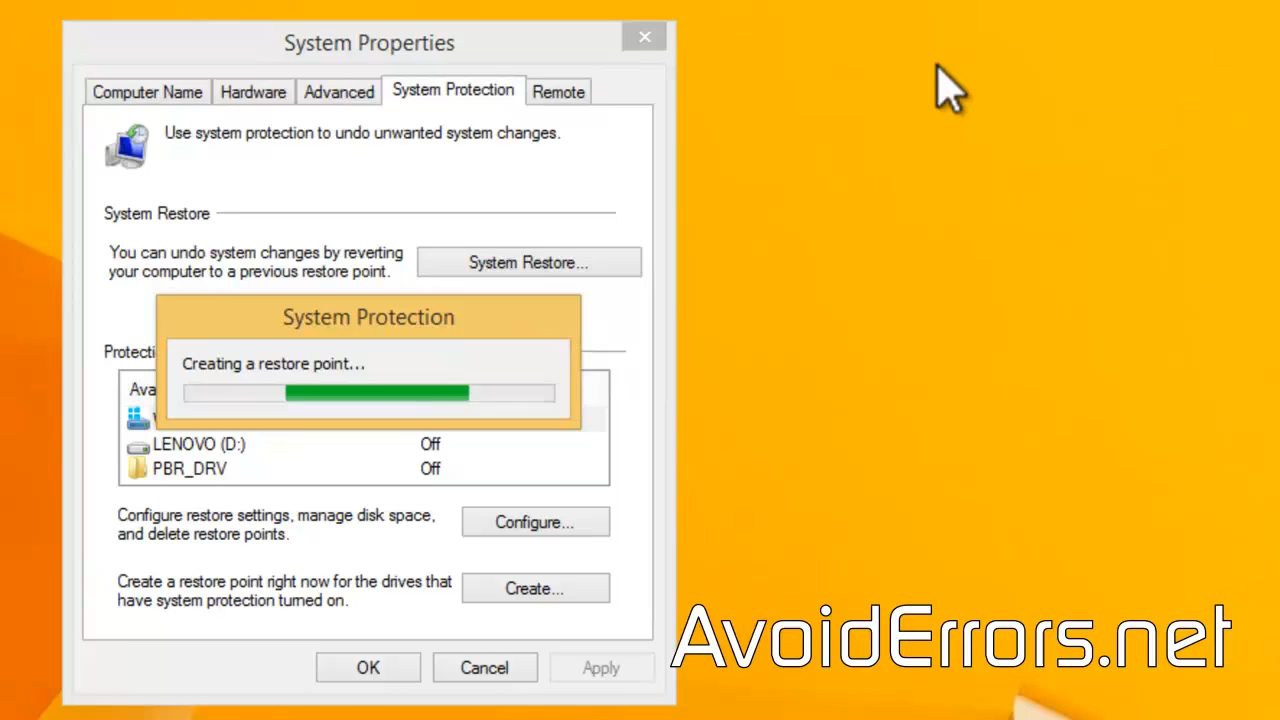 System Properties
Computer Name
Hardware
Advanced
System Protection
Remote
Use system protection to undo unwanted system changes.
System Restore
You can undo system changes by reverting
your computer to a previous restore point.
System Restore...
System Protection
Creating a restore point...
Protecti
Ava
LENOVO (D:) Off
PBR_DRV Off
Configure restore settings, manage disk space,
and delete restore points.
Configure...
Create a restore point right now for the drives that
have system protection turned on.
Create...
OK
Cancel
Apply
AvoidErrors.net